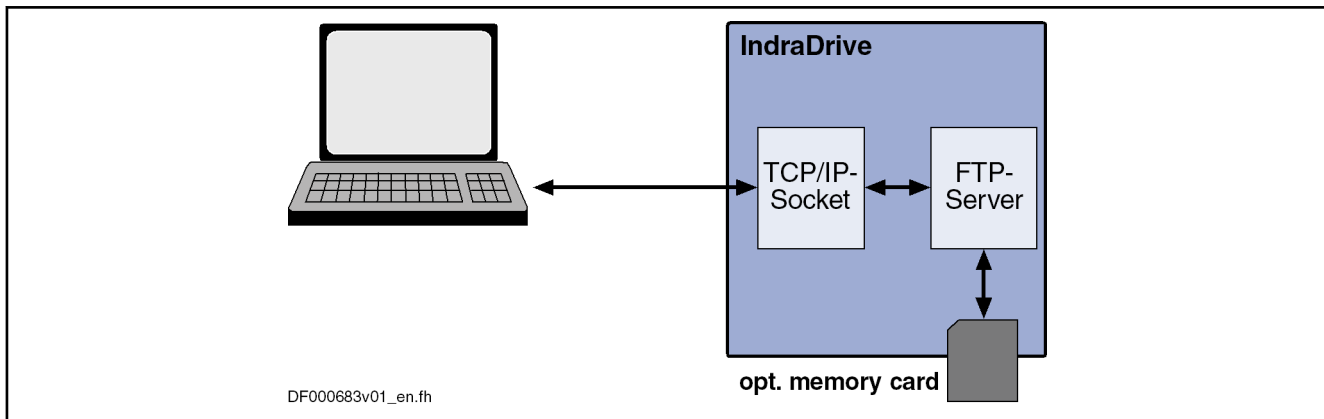 IndraDrive
TCP/IP-
Socket
FTP-
Server
opt. memory card
DF000683v01_en.fh